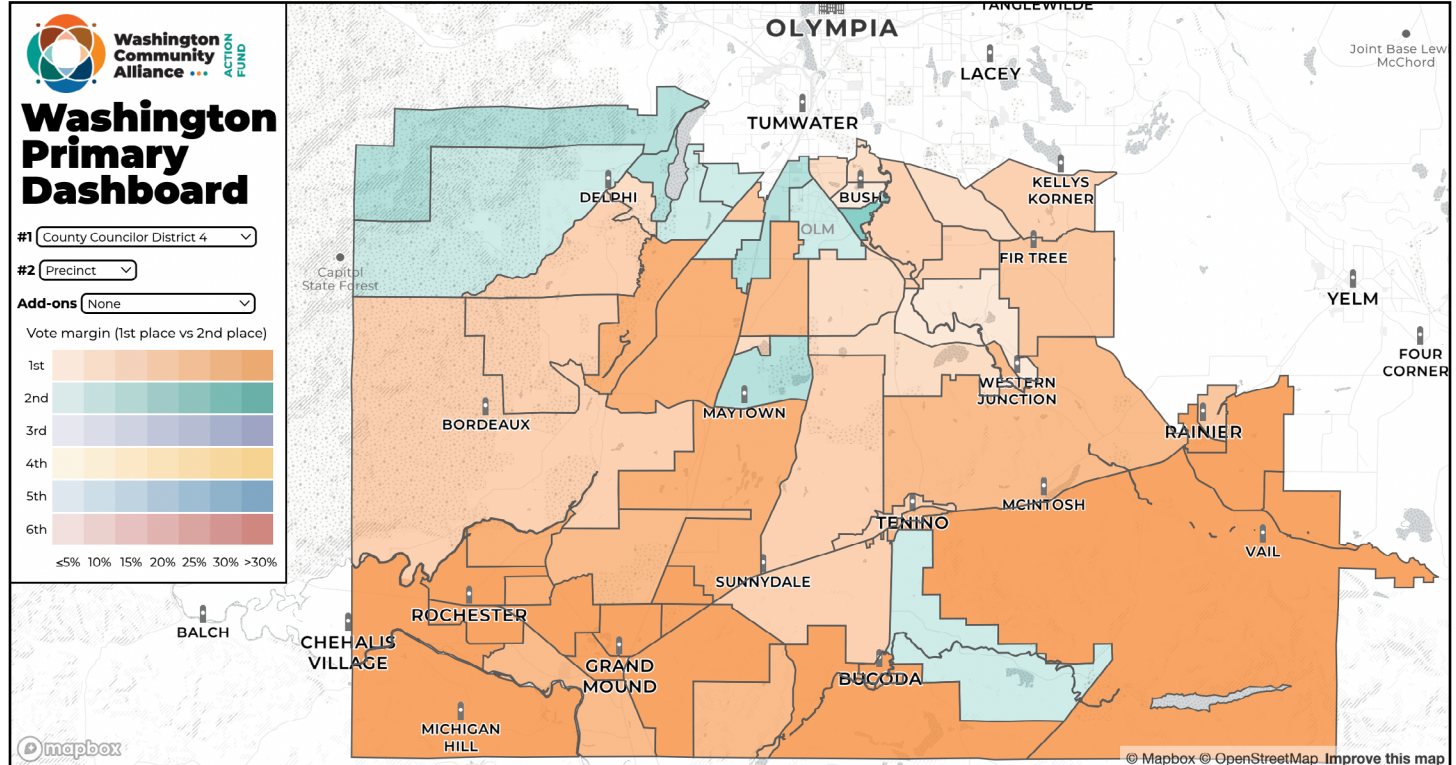 Washington
Community
Alliance
ACTION
FUND
Washington
Primary
Dashboard
#1 County Councilor District 4
#2 Precinct
Add-ons None
Vote margin (1st place vs 2nd place)
1st
2nd
3rd
4th
5th
6th
≤5% 10% 15% 20% 25% 30% >30%
TANGLEWILDE
OLYMPIA
Joint Base Lew
McChord
LACEY
TUMWATER
KELLYS
KORNER
DELPHI
BUSH
OLM
FIR TREE
Capitol
State Forest
YELM
FOUR
CORNER
WESTERN
JUNCTION
MAYTOWN
BORDEAUX
RAINIER
MCINTOSH
TENINO
VAIL
SUNNYDALE
ROCHESTER
BALCH
CHEHALIS
VILLAGE
GRAND
MOUND
BUCODA
MICHIGAN
HILL
mapbox
© Mapbox © OpenStreetMap Improve this map